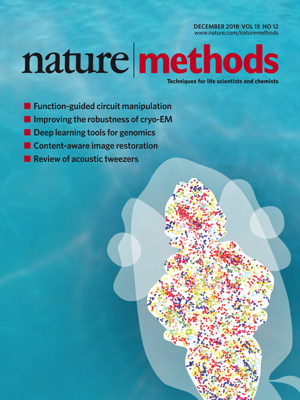 DECEMBER 2018 VOL 15 NO 12
www.nature.com/naturemethods
nature methods
Techniques for life scientists and chemists
Function-guided circuit manipulation
Improving the robustness of cryo-EM
Deep learning tools for genomics
Content-aware image restoration
Review of acoustic tweezers